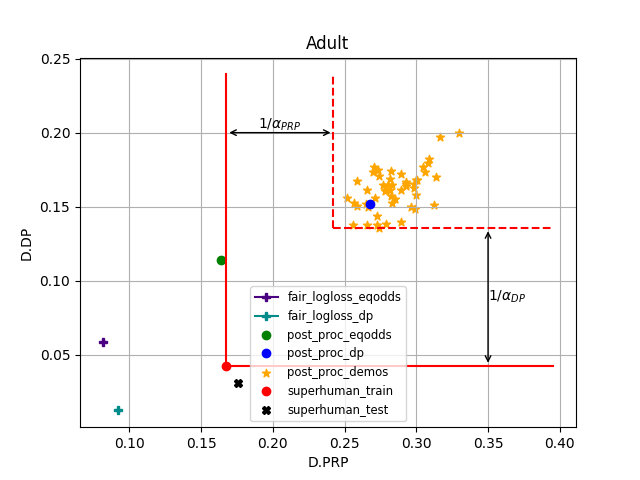 Adult
0.25
0.20
0.15
0.10
0.05
D.DP
1/α_PRP
1/α_DP
fair_logloss_eqodds
fair_logloss_dp
post_proc_eqodds
post_proc_dp
post_proc_demos
superhuman_train
superhuman_test
0.10 0.15 0.20 0.25 0.30 0.35 0.40
D.PRP